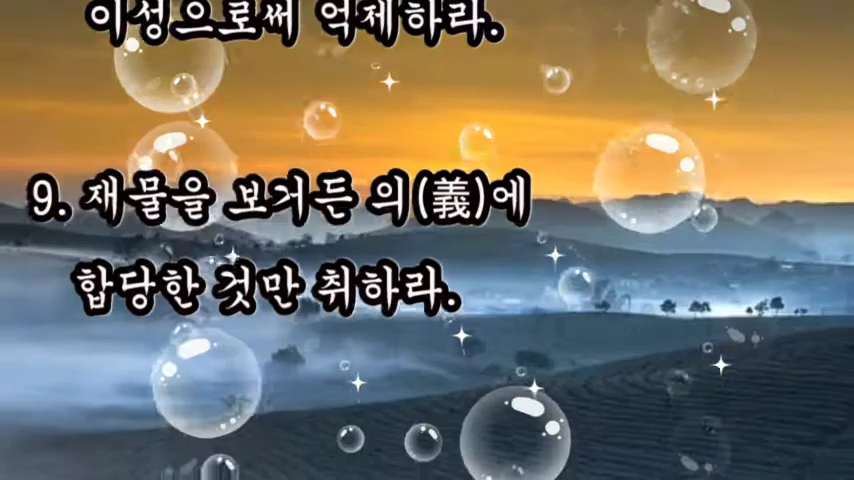 이성으로써 억제하라.
9. 재물을 보거든 의(義)에
합당한 것만 취하라.